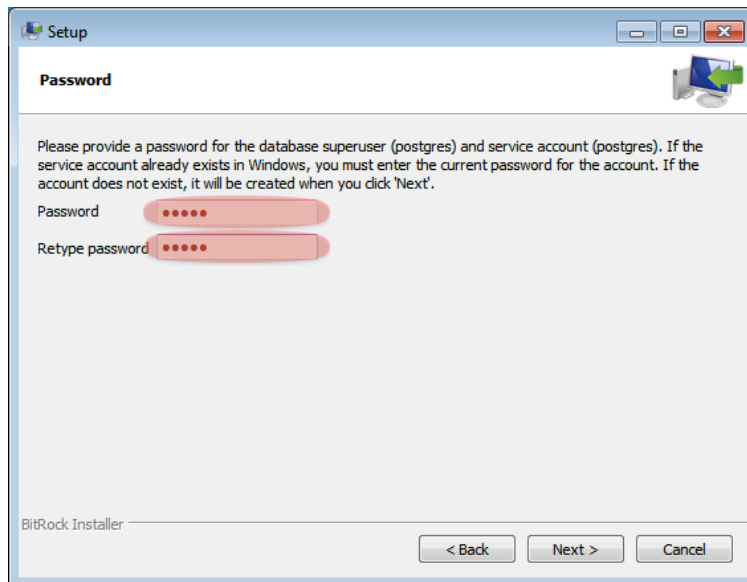 Setup
Password
Please provide a password for the database superuser (postgres) and service account (postgres). If the
service account already exists in Windows, you must enter the current password for the account. If the
account does not exist, it will be created when you click 'Next'.
Password •••••
Retype password •••••
BitRock Installer
< Back Next > Cancel